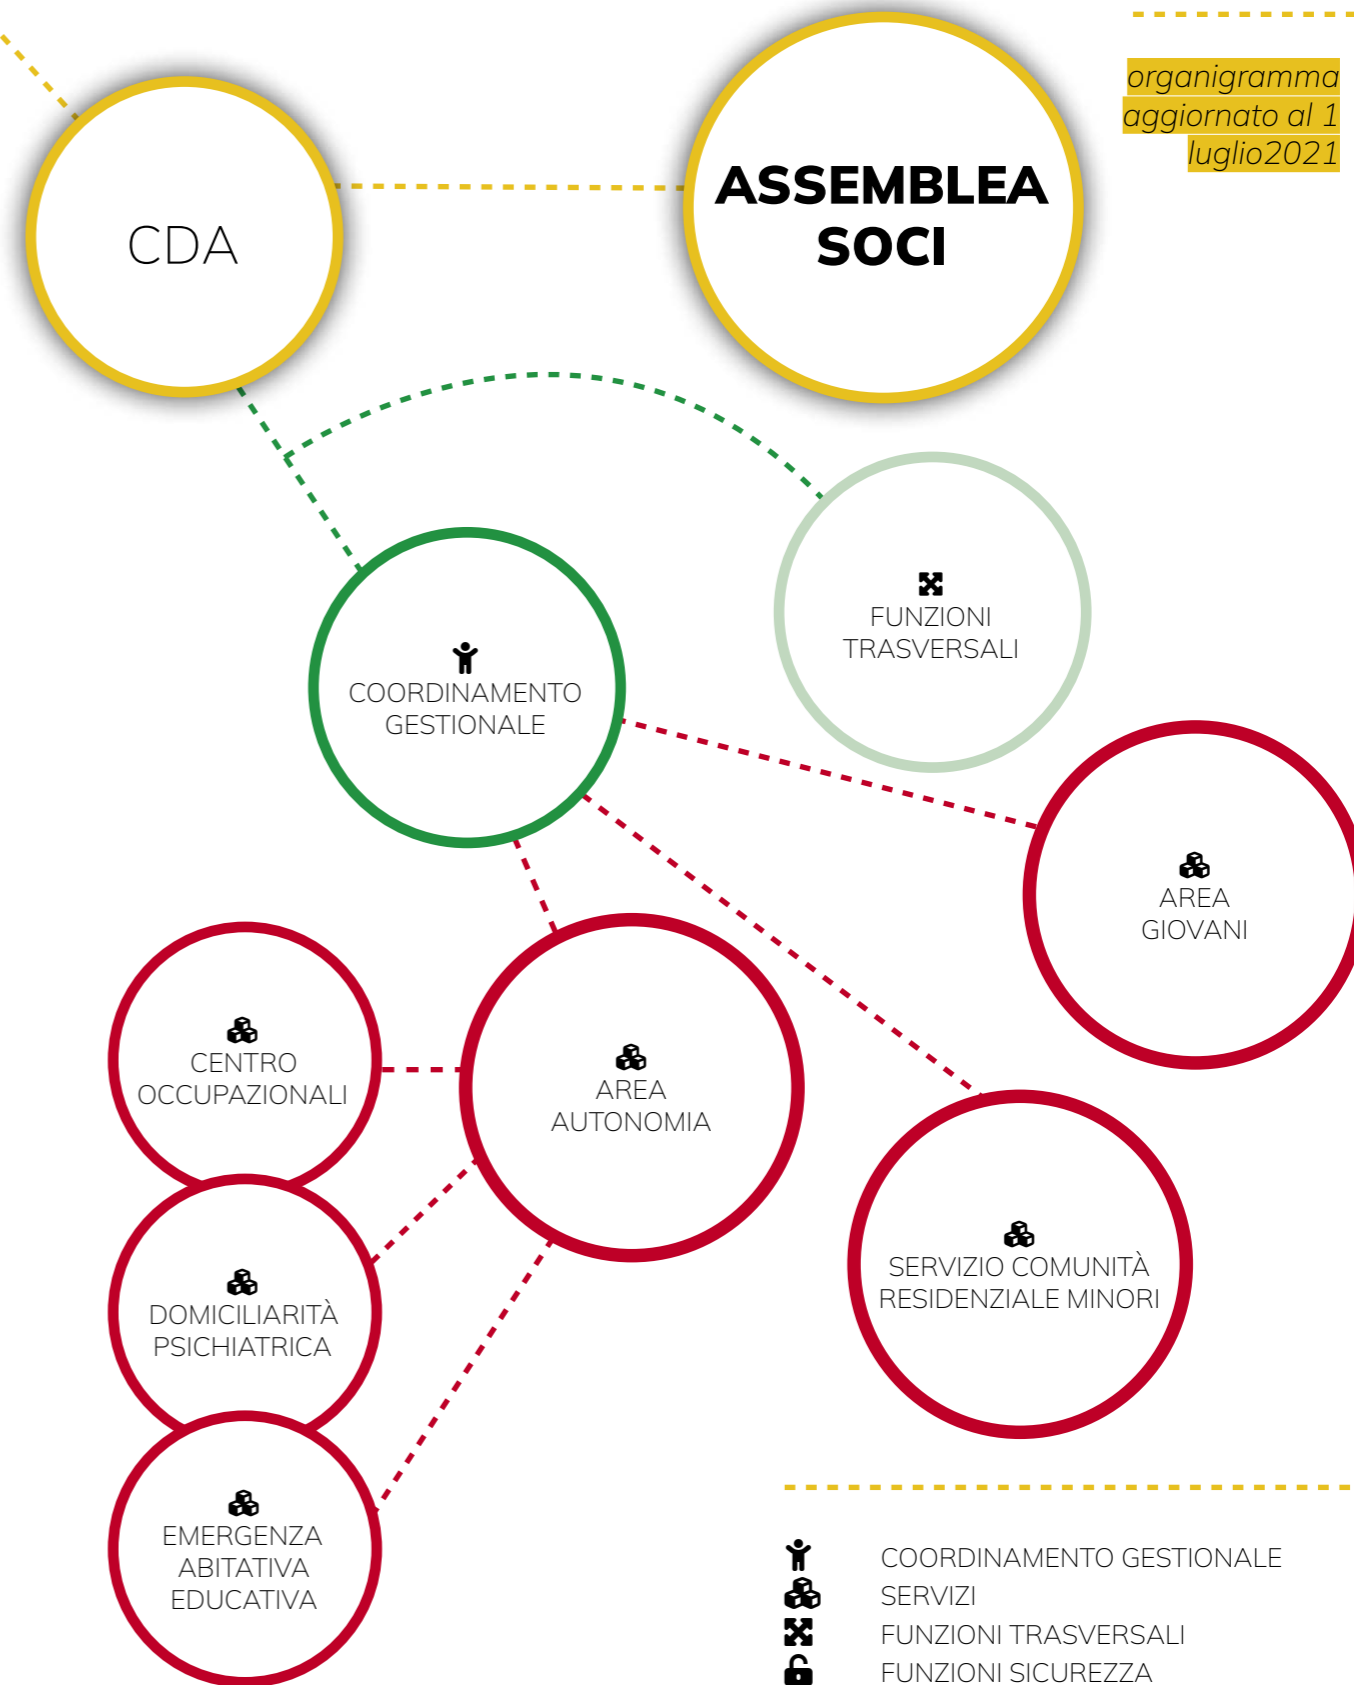 organigramma
aggiornato al 1
luglio2021
ASSEMBLEA
SOCI
CDA
FUNZIONI
TRASVERSALI
COORDINAMENTO
GESTIONALE
AREA
GIOVANI
CENTRO
OCCUPAZIONALI
AREA
AUTONOMIA
SERVIZIO COMUNITÀ
RESIDENZIALE MINORI
DOMICILIARITÀ
PSICHIATRICA
EMERGENZA
ABITATIVA
EDUCATIVA
COORDINAMENTO GESTIONALE
SERVIZI
FUNZIONI TRASVERSALI
FUNZIONI SICUREZZA